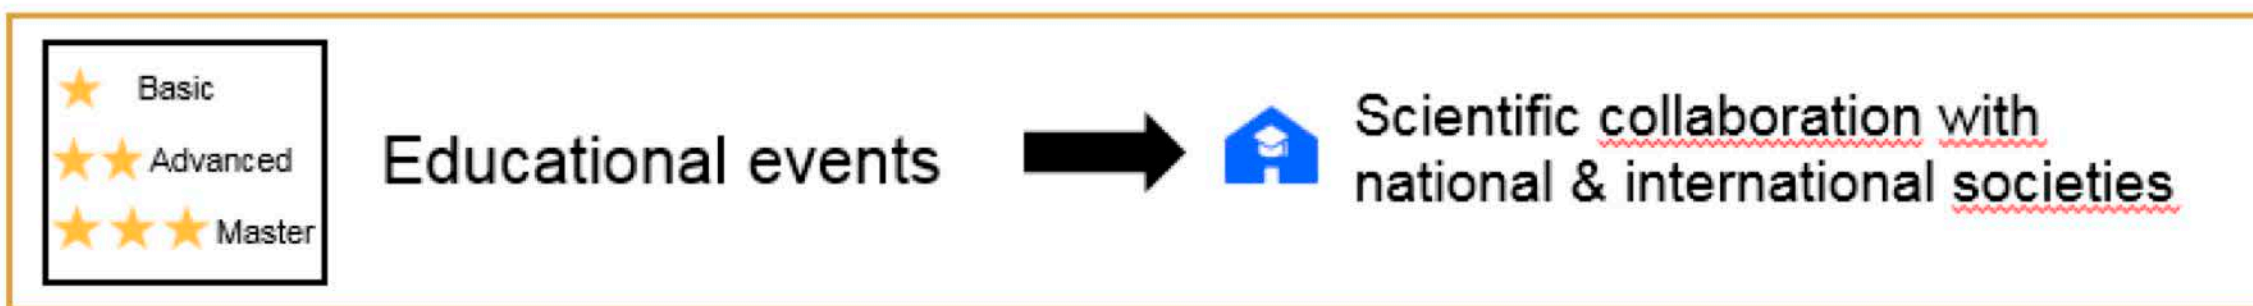 Basic
Advanced
Master
Educational events
Scientific collaboration with
national & international societies